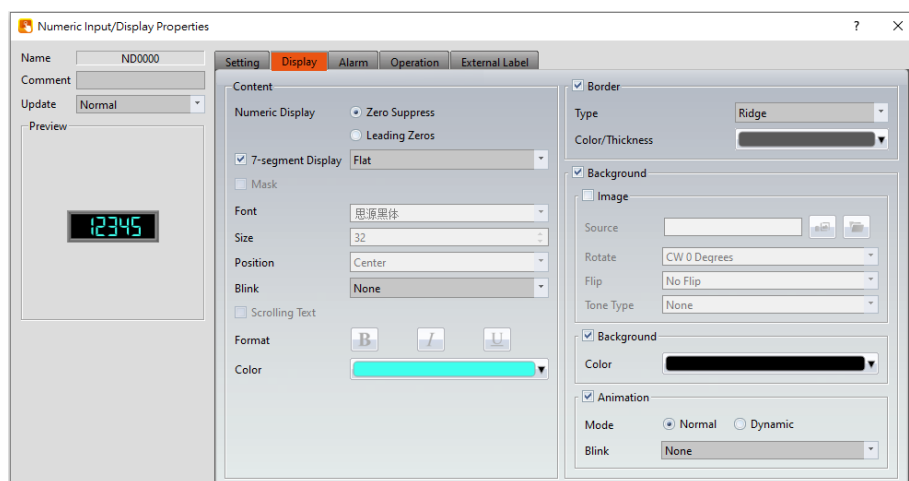 Numeric Input/Display Properties
?
Name ND0000
Comment
Update Normal
Preview
12345
Setting Display Alarm Operation External Label
Content
Numeric Display Zero Suppress
Leading Zeros
7-segment Display Flat
Mask
Font 思源黑体
Size 32
Position Center
Blink None
Scrolling Text
Format B I U
Color
Border
Type Ridge
Color/Thickness
Background
Image
Source
Rotate CW 0 Degrees
Flip No Flip
Tone Type None
Background
Color
Animation
Mode Normal Dynamic
Blink None